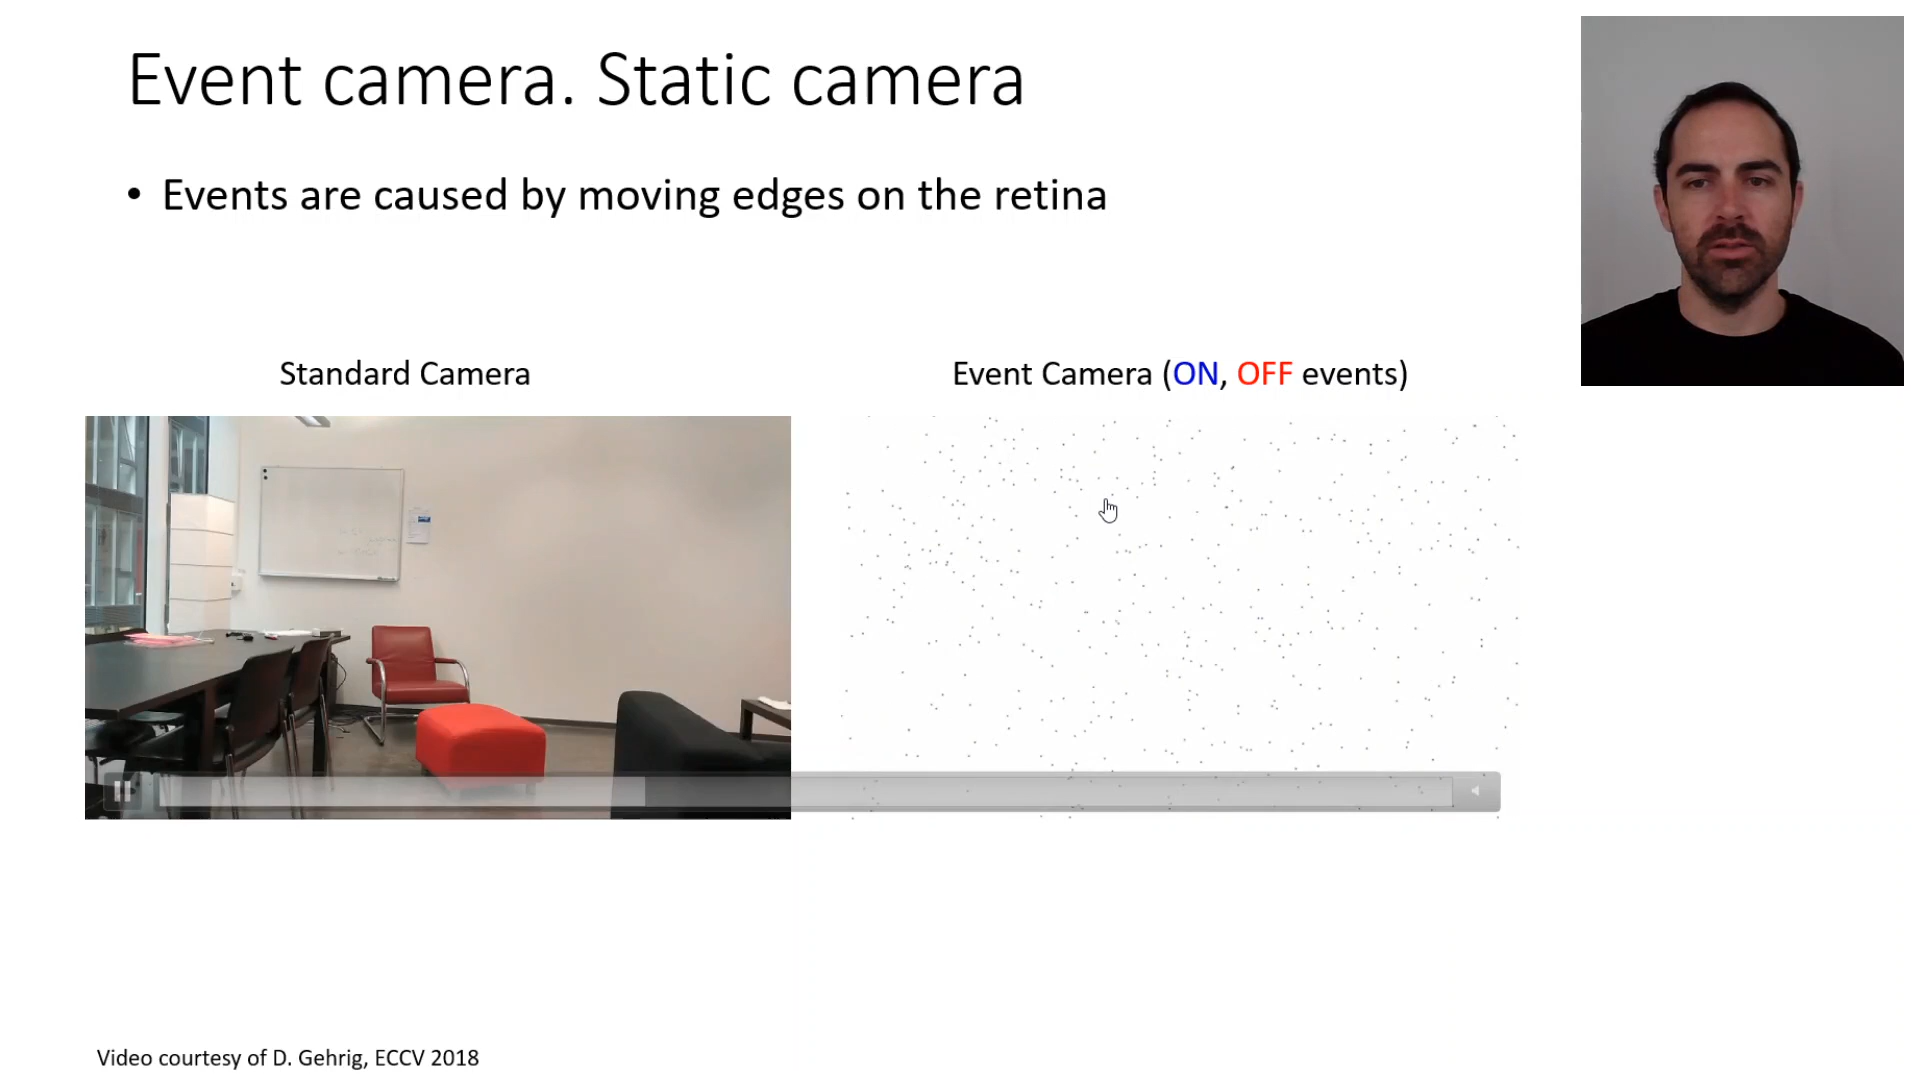 Event camera. Static camera
• Events are caused by moving edges on the retina
Standard Camera
Event Camera (ON, OFF events)
Video courtesy of D. Gehrig, ECCV 2018